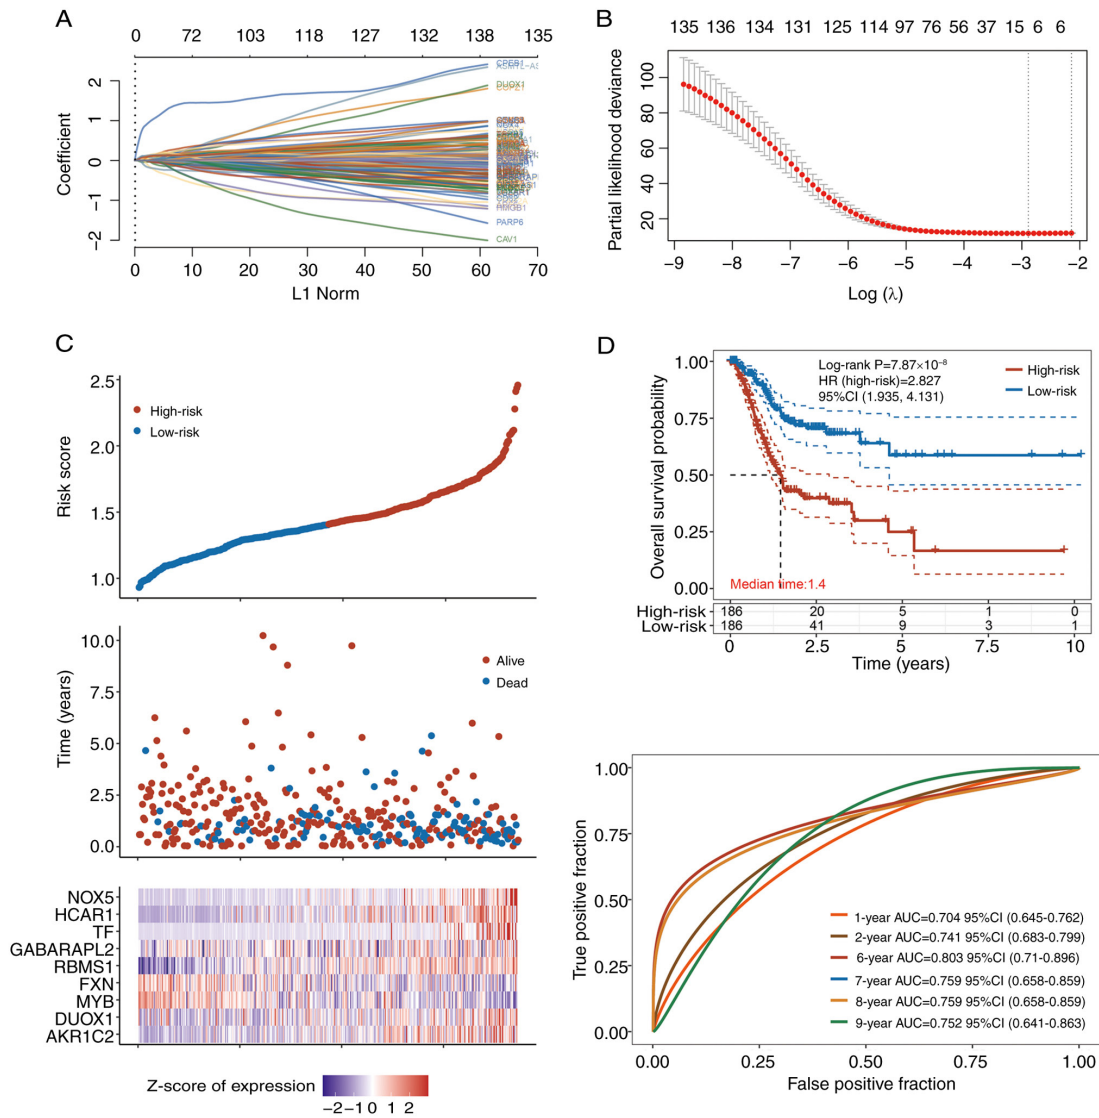 A
0 72 103 118 127 132 138 135
Coefficient
2
1
0
−1
−2
CPEB1
DUOX1
HMGB1
PARP6
CAV1
0 10 20 30 40 50 60 70
L1 Norm
B
135 136 134 131 125 114 97 76 56 37 15 6 6
Partial likelihood deviance
100
80
60
40
20
−9 −8 −7 −6 −5 −4 −3 −2
Log (λ)
C
Risk score
2.5
2.0
1.5
1.0
High-risk
Low-risk
Time (years)
10.0
7.5
5.0
2.5
0.0
Alive
Dead
NOX5
HCAR1
TF
GABARAPL2
RBMS1
FXN
MYB
DUOX1
AKR1C2
Z-score of expression
−2 −1 0 1 2
D
Overall survival probability
1.00
0.75
0.50
0.25
0.00
Log-rank P=7.87×10⁻⁸
HR (high-risk)=2.827
95%CI (1.935, 4.131)
High-risk
Low-risk
Median time:1.4
High-risk 186 20 5 1 0
Low-risk 186 41 9 3 1
0 2.5 5.0 7.5 10
Time (years)
True positive fraction
1.00
0.75
0.50
0.25
0.00
1-year AUC=0.704 95%CI (0.645-0.762)
2-year AUC=0.741 95%CI (0.683-0.799)
6-year AUC=0.803 95%CI (0.71-0.896)
7-year AUC=0.759 95%CI (0.658-0.859)
8-year AUC=0.759 95%CI (0.658-0.859)
9-year AUC=0.752 95%CI (0.641-0.863)
0.00 0.25 0.50 0.75 1.00
False positive fraction